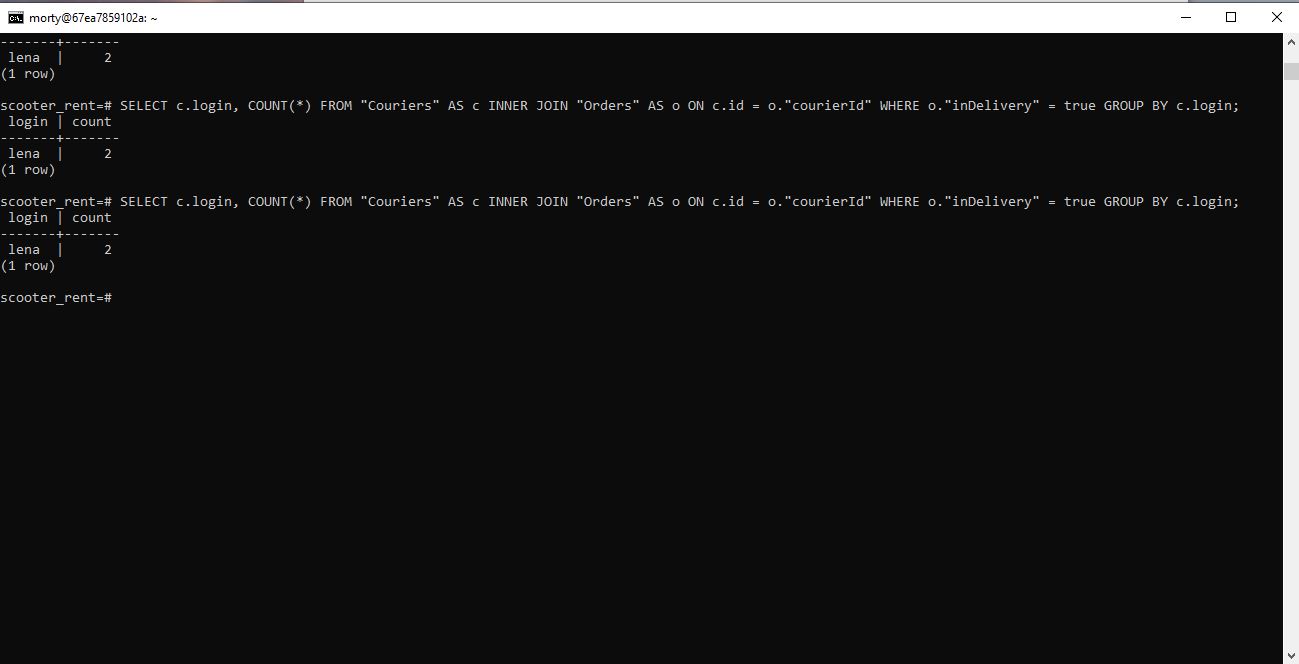 morty@67ea7859102a: ~
-------+-------
 lena  |     2
(1 row)
scooter_rent=# SELECT c.login, COUNT(*) FROM "Couriers" AS c INNER JOIN "Orders" AS o ON c.id = o."courierId" WHERE o."inDelivery" = true GROUP BY c.login;
 login | count
-------+-------
 lena  |     2
(1 row)
scooter_rent=# SELECT c.login, COUNT(*) FROM "Couriers" AS c INNER JOIN "Orders" AS o ON c.id = o."courierId" WHERE o."inDelivery" = true GROUP BY c.login;
 login | count
-------+-------
 lena  |     2
(1 row)
scooter_rent=#